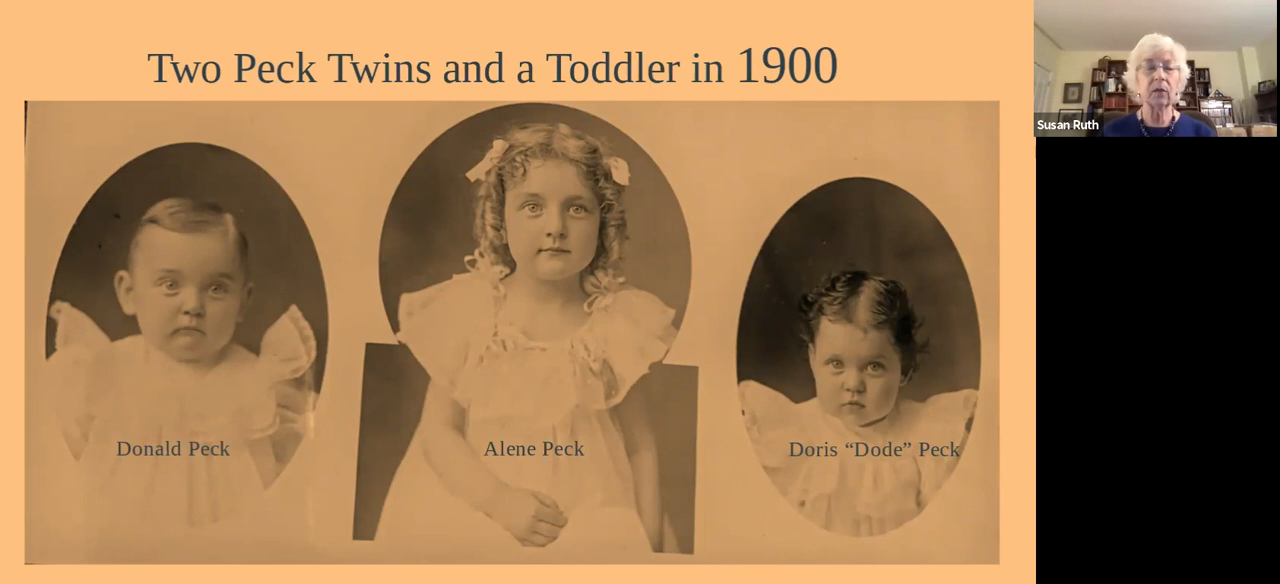 Two Peck Twins and a Toddler in 1900
Susan Ruth
Donald Peck
Alene Peck
Doris “Dode” Peck